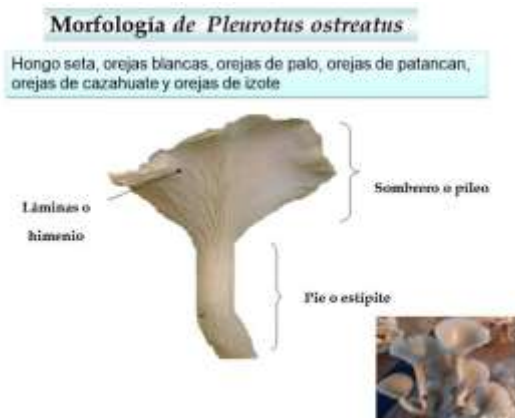 Morfología de Pleurotus ostreatus
Hongo seta, orejas blancas, orejas de palo, orejas de patancan,
orejas de cazahuate y orejas de izote
Láminas o
himenio
Sombrero o píleo
Pie o estípite